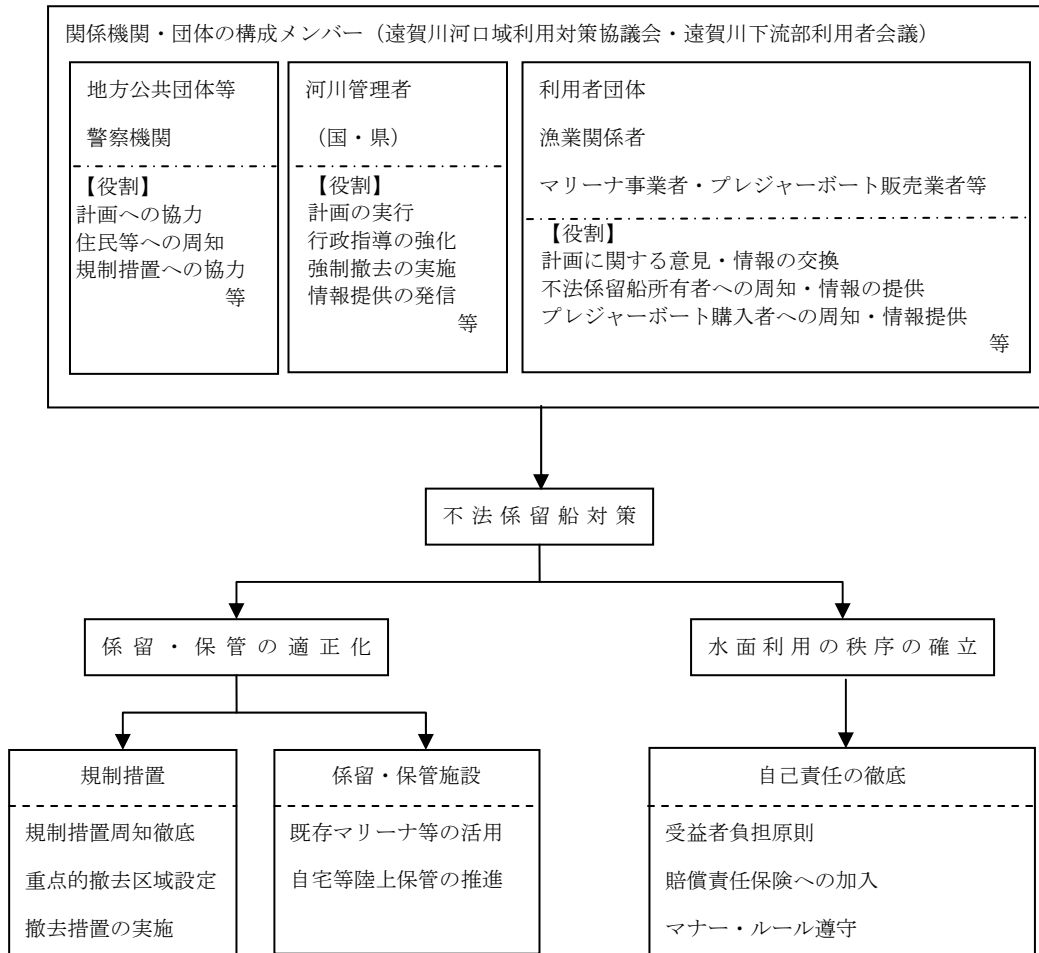 関係機関・団体の構成メンバー（遠賀川河口域利用対策協議会・遠賀川下流部利用者会議）
地方公共団体等
警察機関
【役割】
計画への協力
住民等への周知
規制措置への協力
等
河川管理者
（国・県）
【役割】
計画の実行
行政指導の強化
強制撤去の実施
情報提供の発信
等
利用者団体
漁業関係者
マリーナ事業者・プレジャーボート販売業者等
【役割】
計画に関する意見・情報の交換
不法係留船所有者への周知・情報の提供
プレジャーボート購入者への周知・情報提供
等
不法係留船対策
係留・保管の適正化
水面利用の秩序の確立
規制措置
規制措置周知徹底
重点的撤去区域設定
撤去措置の実施
係留・保管施設
既存マリーナ等の活用
自宅等陸上保管の推進
自己責任の徹底
受益者負担原則
賠償責任保険への加入
マナー・ルール遵守